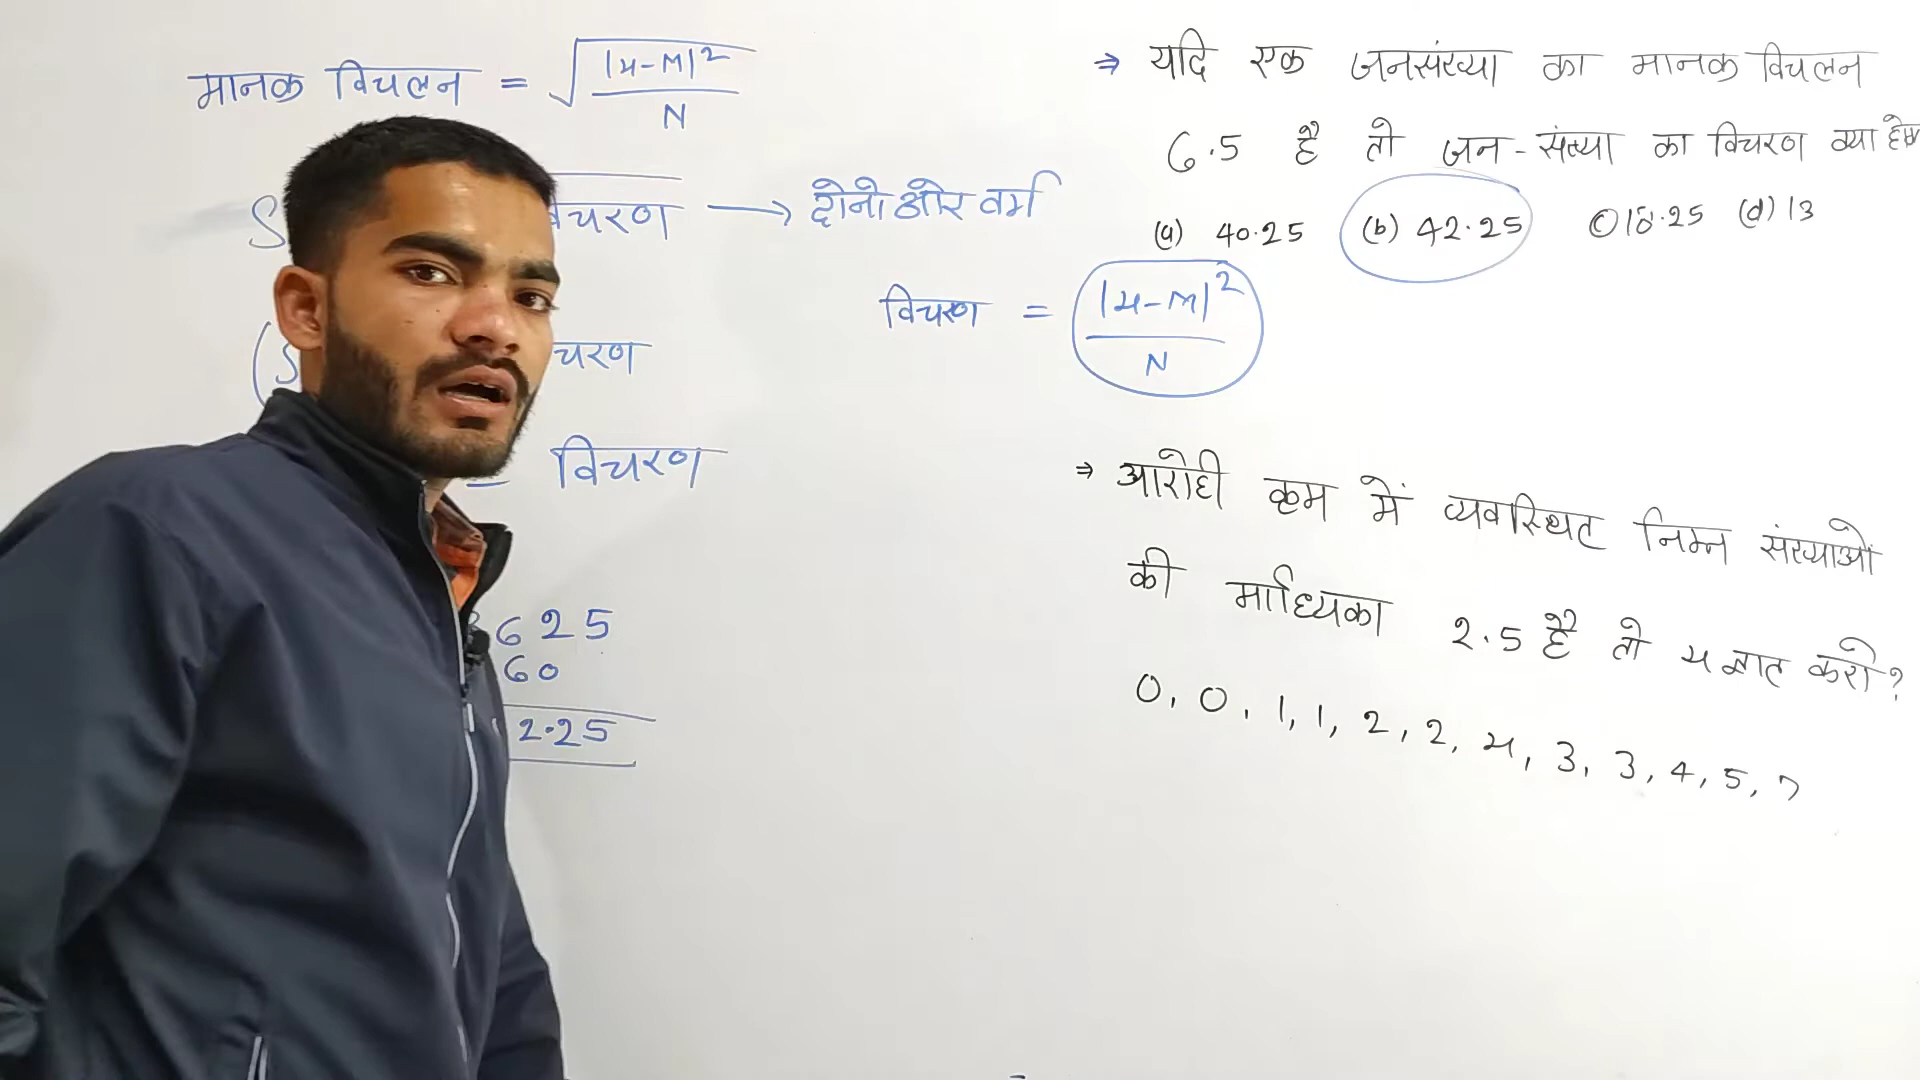 मानक विचलन = √|x-M|² / N
विचरण → दोनो ओर वर्ग
= विचरण
625
60
2.25
⇒ यदि एक जनसंख्या का मानक विचलन
6.5 है तो जन-संख्या का विचरण क्या
(a) 40.25 (b) 42.25 (c) 18.25 (d) 13
विचरण = |x-M|² / N
⇒ आरोही क्रम में व्यवस्थित निम्न संख्याओं
की माध्यिका 2.5 है तो x ज्ञात करो?
0, 0, 1, 1, 2, 2, x, 3, 3, 4, 5, 7